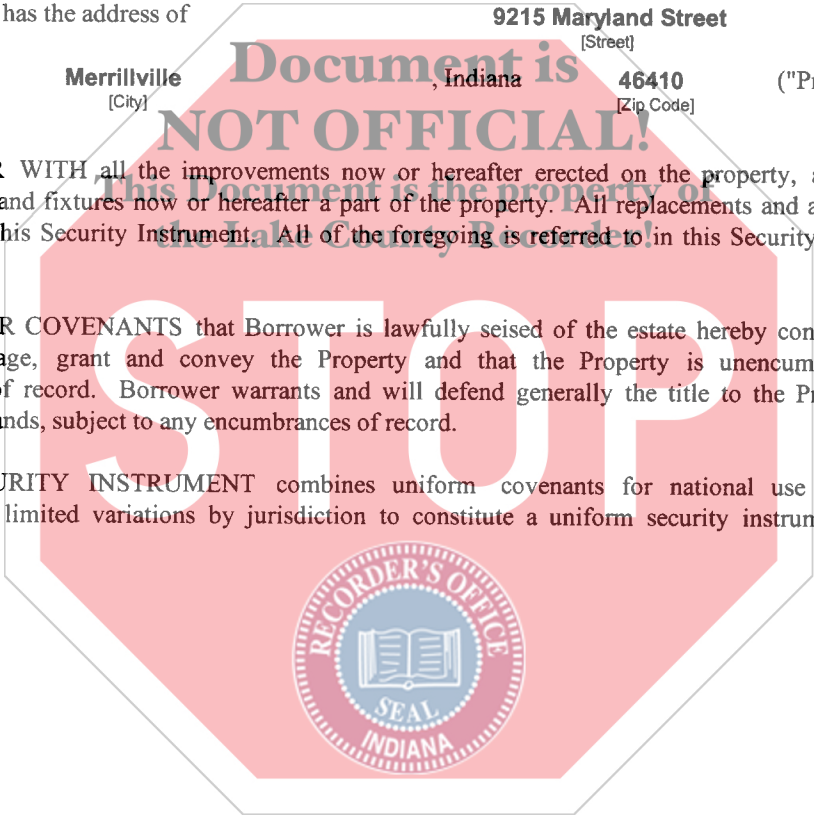 has the address of 9215 Maryland Street
[Street]
Merrillville , Indiana 46410 ("Pr
[City] [Zip Code]
Document is
NOT OFFICIAL!
This Document is the property of
the Lake County Recorder!
R WITH all the improvements now or hereafter erected on the property, a
and fixtures now or hereafter a part of the property. All replacements and a
his Security Instrument. All of the foregoing is referred to in this Security
R COVENANTS that Borrower is lawfully seised of the estate hereby con
age, grant and convey the Property and that the Property is unencum
of record. Borrower warrants and will defend generally the title to the Pr
nds, subject to any encumbrances of record.
URITY INSTRUMENT combines uniform covenants for national use
limited variations by jurisdiction to constitute a uniform security instrum
STOP
RECORDER'S OFFICE
SEAL
INDIANA